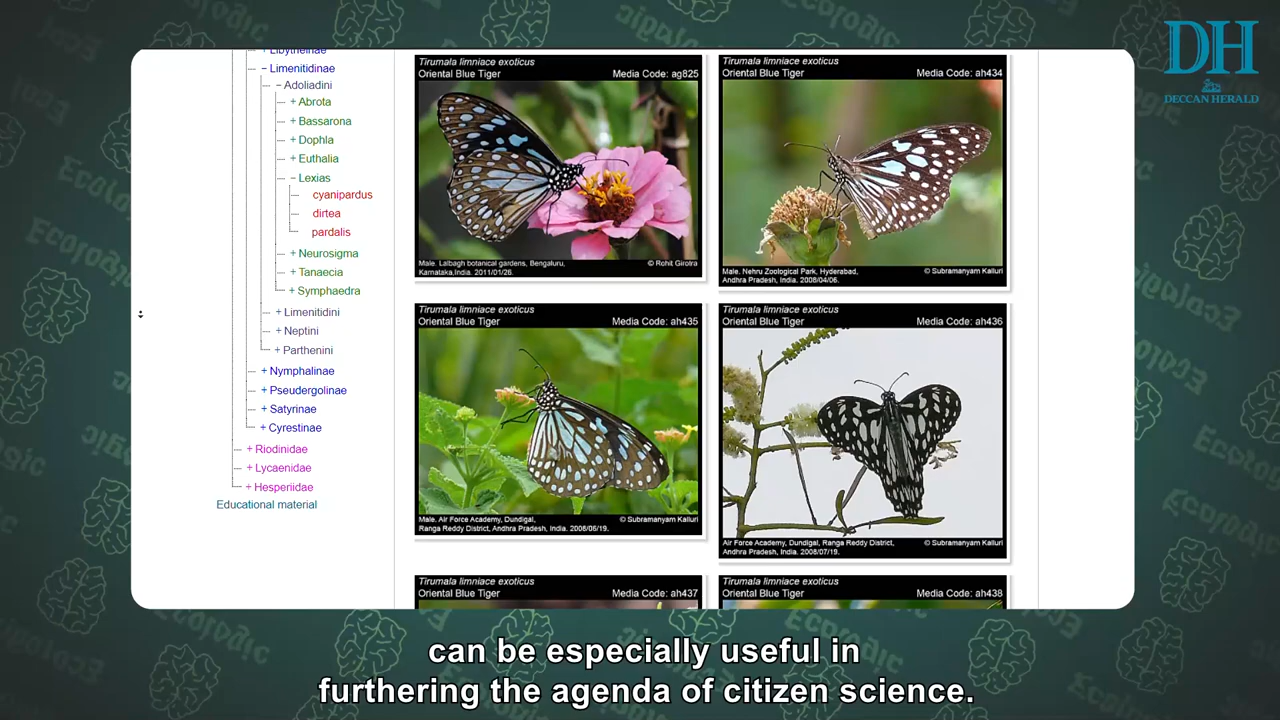 Libytheinae
− Limenitidinae
− Adoliadini
+ Abrota
+ Bassarona
+ Dophla
+ Euthalia
− Lexias
cyanipardus
dirtea
pardalis
+ Neurosigma
+ Tanaecia
+ Symphaedra
+ Limenitidini
+ Neptini
+ Parthenini
+ Nymphalinae
+ Pseudergolinae
+ Satyrinae
+ Cyrestinae
+ Riodinidae
+ Lycaenidae
+ Hesperiidae
Educational material
Tirumala limniace exoticus
Oriental Blue Tiger Media Code: ag825
Male. Lalbagh botanical gardens, Bengaluru,
Karnataka,India. 2011/01/26.
© Rohit Girotra
Tirumala limniace exoticus
Oriental Blue Tiger Media Code: ah434
Male. Nehru Zoological Park, Hyderabad,
Andhra Pradesh, India. 2008/04/06.
© Subramanyam Kalluri
Tirumala limniace exoticus
Oriental Blue Tiger Media Code: ah435
Male. Air Force Academy, Dundigal,
Ranga Reddy District, Andhra Pradesh, India. 2008/06/19.
© Subramanyam Kalluri
Tirumala limniace exoticus
Oriental Blue Tiger Media Code: ah436
Air Force Academy, Dundigal, Ranga Reddy District,
Andhra Pradesh, India. 2008/07/19.
© Subramanyam Kalluri
Tirumala limniace exoticus
Oriental Blue Tiger Media Code: ah437
Tirumala limniace exoticus
Oriental Blue Tiger Media Code: ah438
DH
DECCAN HERALD
can be especially useful in
furthering the agenda of citizen science.